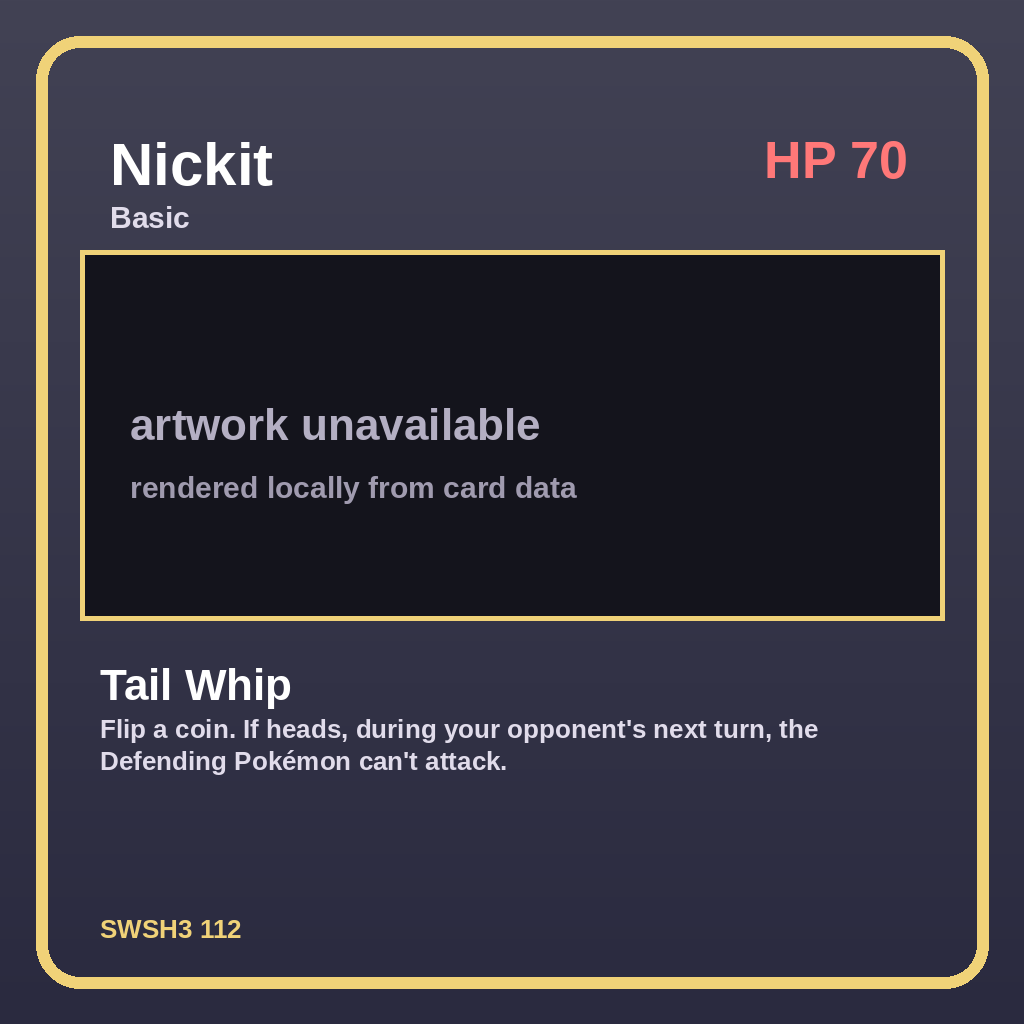 Nickit
HP 70
Basic
artwork unavailable
rendered locally from card data
Tail Whip
Flip a coin. If heads, during your opponent's next turn, the
Defending Pokémon can't attack.
SWSH3 112